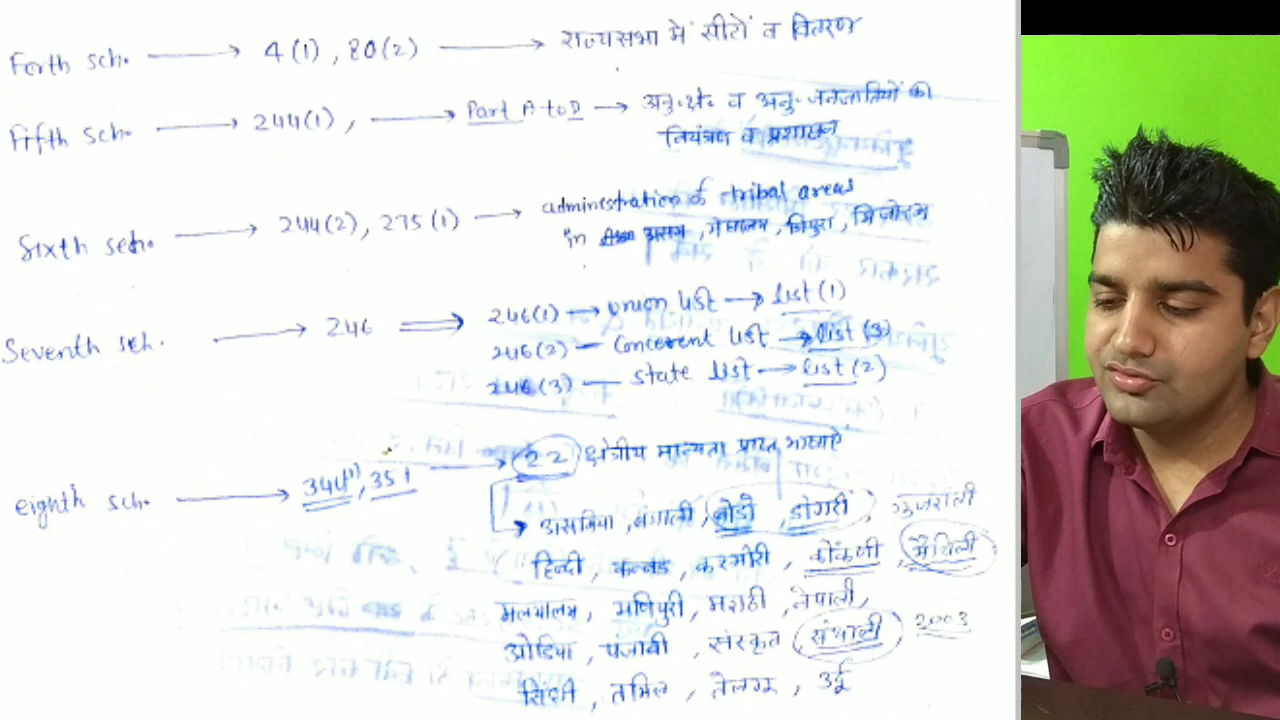 Forth sch. → 4(1), 80(2) → राज्यसभा में सीटों व वितरण
Fifth sch. → 244(1), → Part A to D → अनु. क्षे. व अनु. जनजातियों की
नियंत्रण व प्रशासन
Sixth sch. → 244(2), 275(1) → administration of tribal areas
in असम, मेघालय, त्रिपुरा, मिजोरम
Seventh sch. → 246 ⇒ 246(1) → union list → list(1)
246(2) – Concerent list → list(3)
246(3) – state list → list(2)
eighth sch. → 344(1), 351 → 22 क्षेत्रीय मान्यता प्राप्त भाषाऐं
→ असमिया, बंगाली, बोडो, डोगरी, गुजराती
हिन्दी, कन्नड, कश्मीरी, कोंकणी, मैथिली
मलयालम, मणिपुरी, मराठी, नेपाली,
ओडिया, पंजाबी, संस्कृत संथाली 2003
सिंधी, तमिल, तेलगू, उर्दू